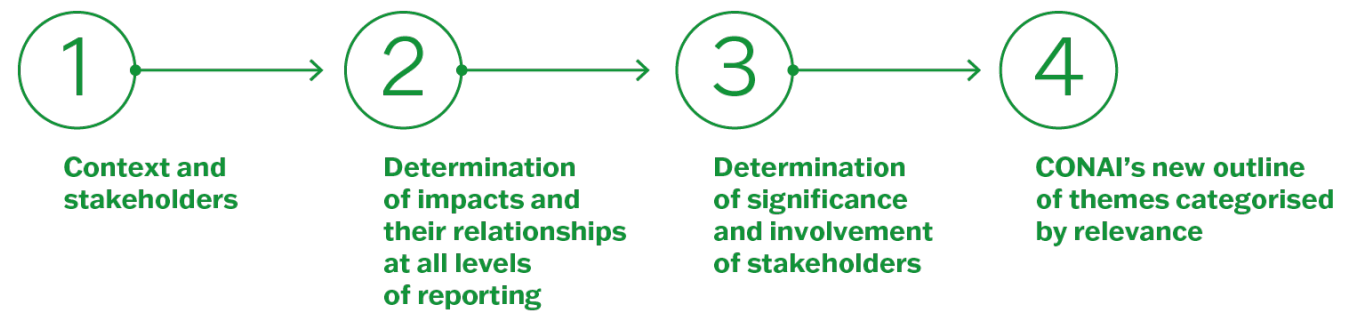 1
2
3
4
Context and
stakeholders
Determination
of impacts and
their relationships
at all levels
of reporting
Determination
of significance
and involvement
of stakeholders
CONAI’s new outline
of themes categorised
by relevance